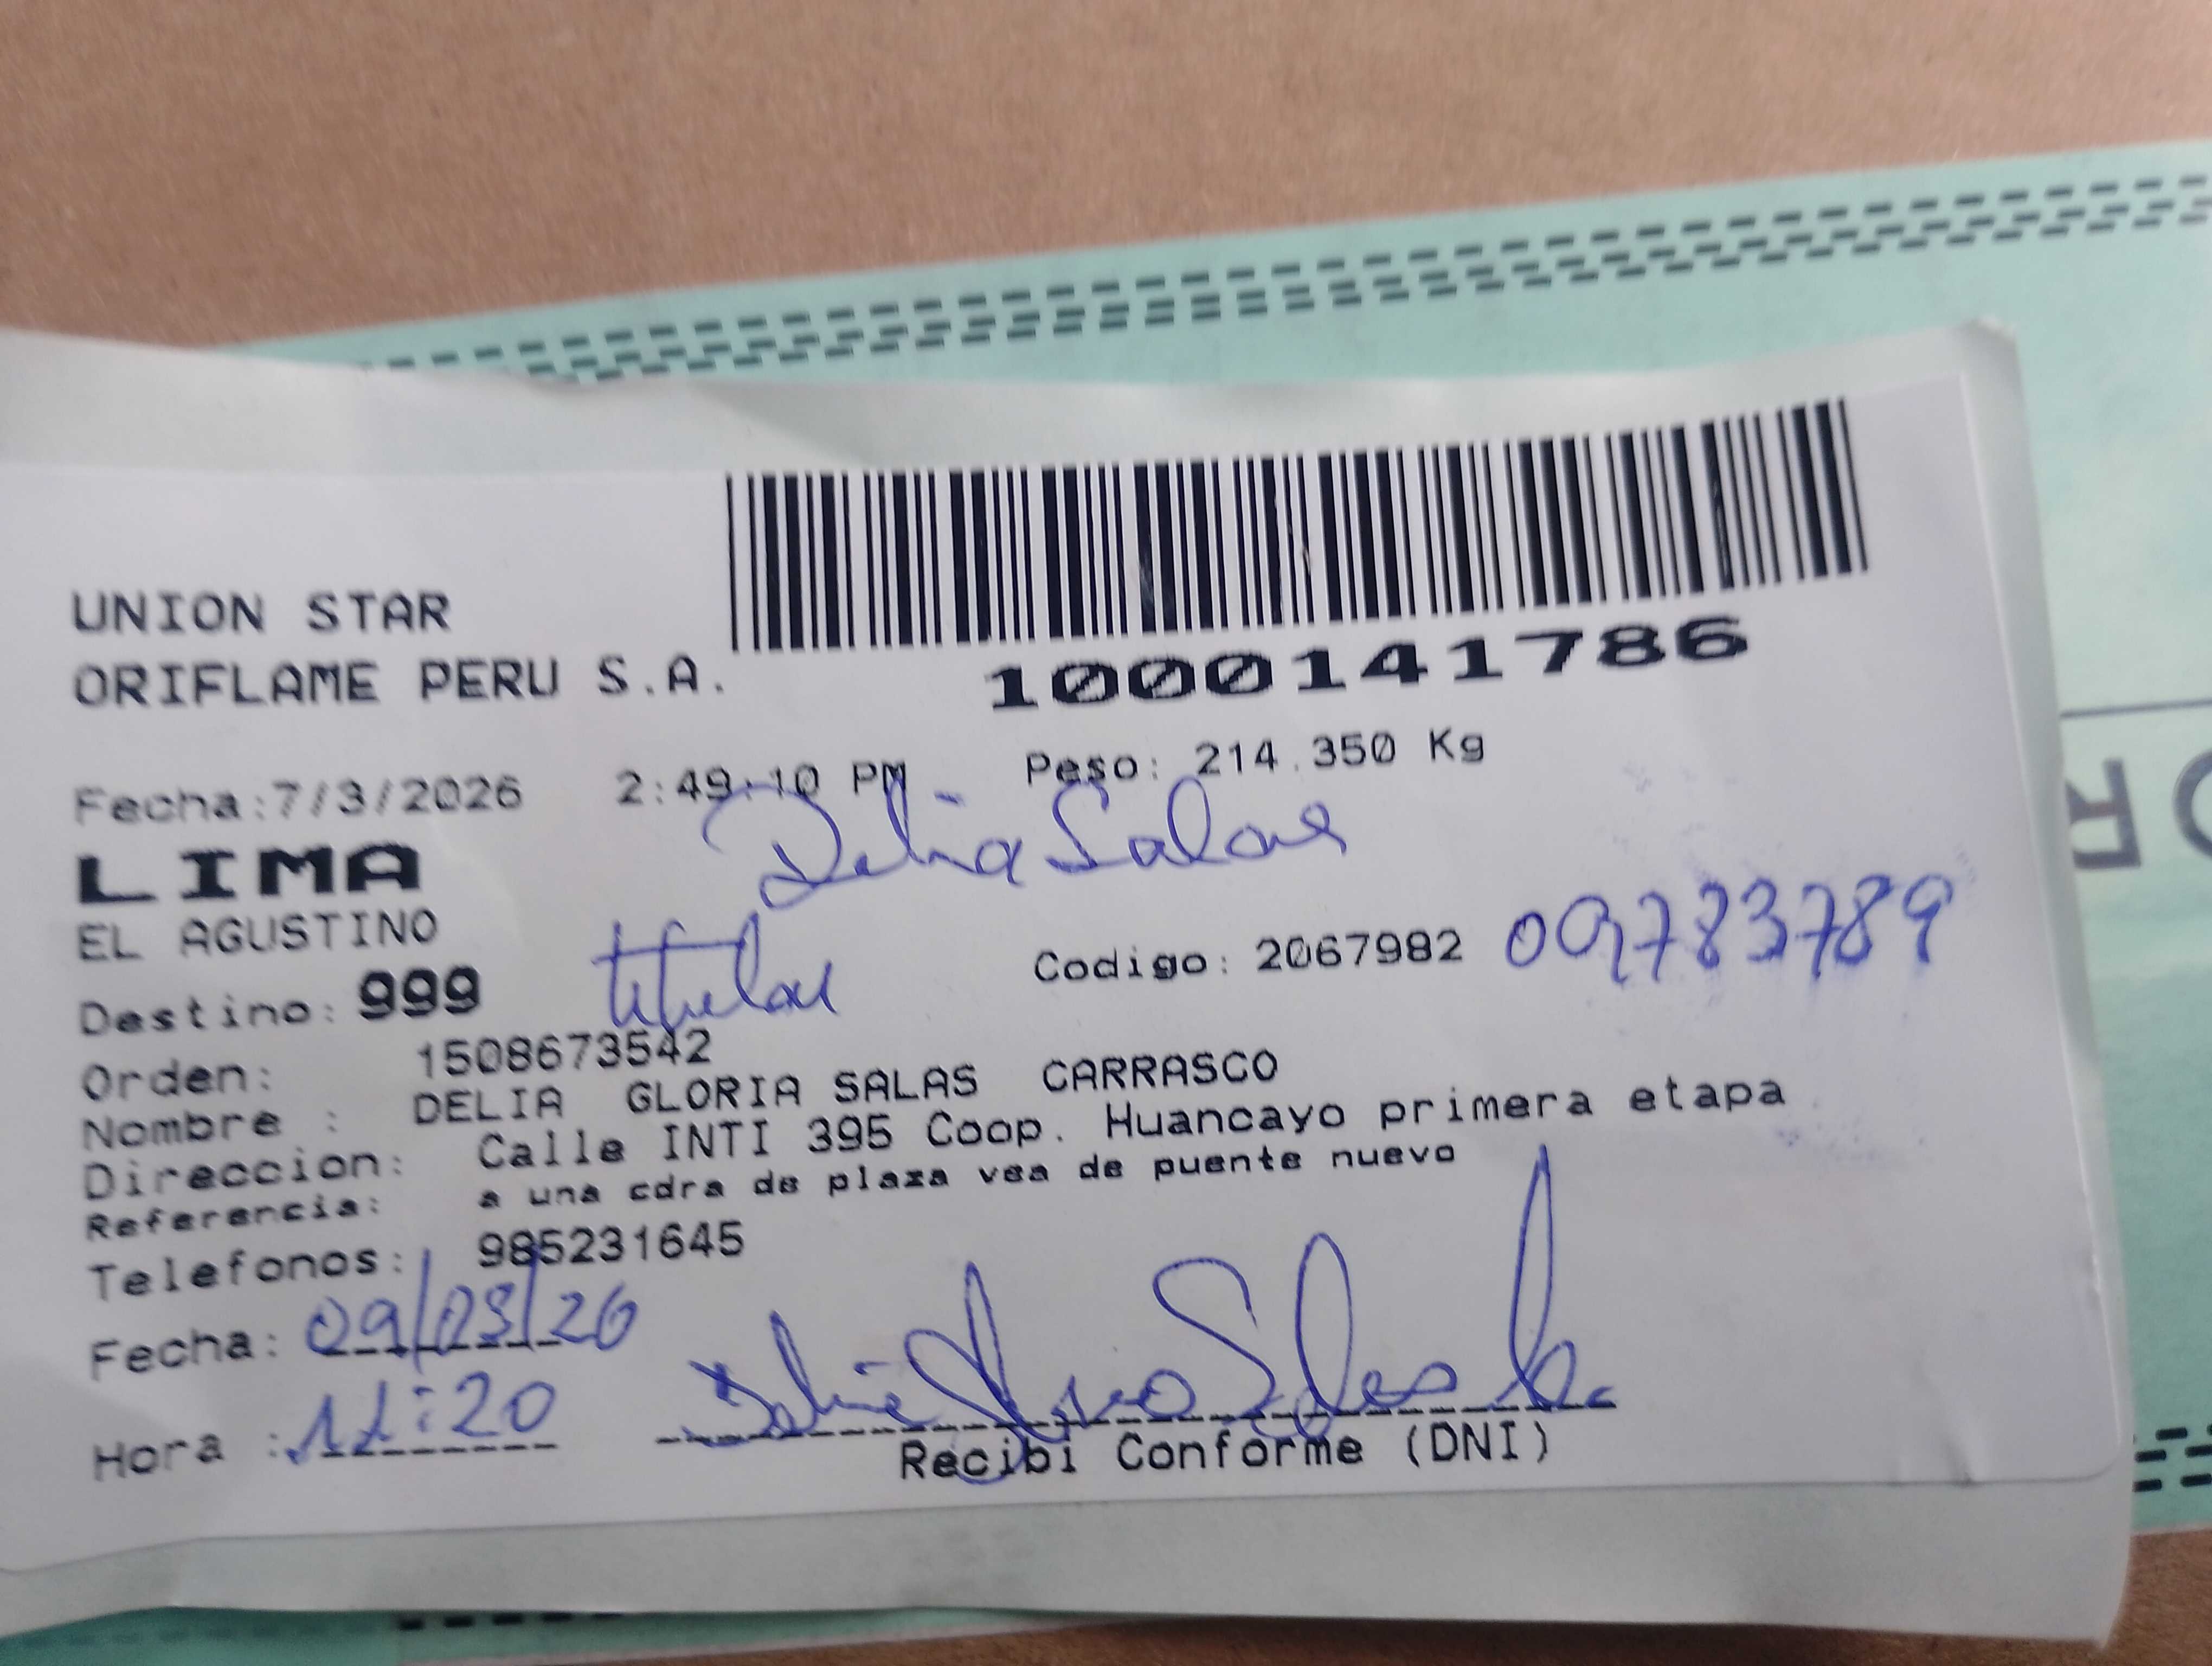 UNION STAR
ORIFLAME PERU S.A.
1000141786
Fecha:7/3/2026 2:49:10 PM Peso: 214.350 Kg
Delia Salas
LIMA
EL AGUSTINO
titular
Codigo: 2067982 09783789
Destino: 999
Orden: 1508673542
Nombre : DELIA GLORIA SALAS CARRASCO
Direccion: Calle INTI 395 Coop. Huancayo primera etapa
Referencia: a una cdra de plaza vea de puente nuevo
Telefonos: 985231645
Fecha: 09/03/26
Hora : 11:20
Recibi Conforme (DNI)